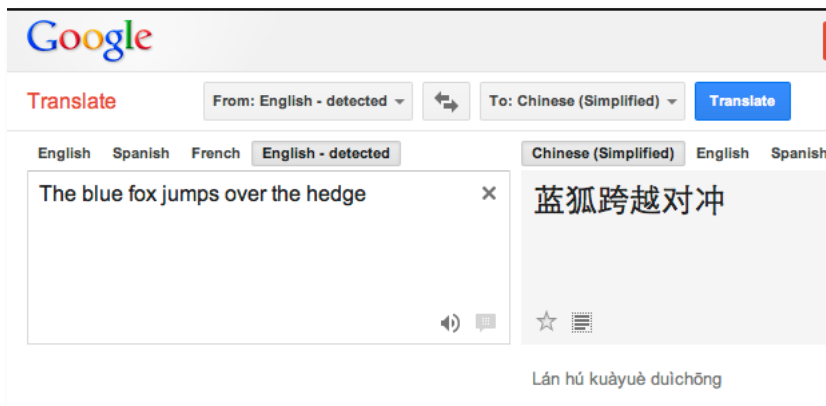 Google
Translate
From: English - detected
To: Chinese (Simplified)
Translate
English Spanish French English - detected
Chinese (Simplified) English Spanish
The blue fox jumps over the hedge
蓝狐跨越对冲
Lán hú kuàyuè duìchōng